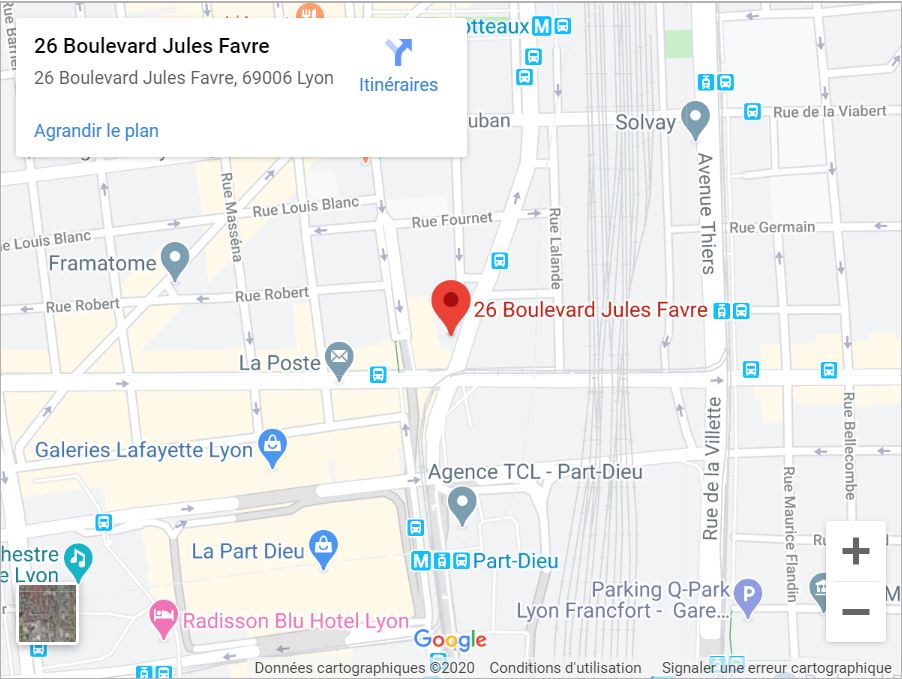 26 Boulevard Jules Favre
26 Boulevard Jules Favre, 69006 Lyon
Itinéraires
Agrandir le plan
otteaux
M
uban
Solvay
Rue de la Viabert
Avenue Thiers
Rue Masséna
Rue Louis Blanc
Rue Fournet
Rue Lalande
Rue Germain
e Louis Blanc
Framatome
Rue Robert
Rue Robert
26 Boulevard Jules Favre
La Poste
Galeries Lafayette Lyon
Agence TCL - Part-Dieu
Rue de la Villette
Rue Bellecombe
Rue Maurice Flandin
La Part Dieu
M
Part-Dieu
hestre
e Lyon
Parking Q-Park
Lyon Francfort - Gare...
P
Radisson Blu Hotel Lyon
+
−
Google
Données cartographiques ©2020 Conditions d'utilisation Signaler une erreur cartographique